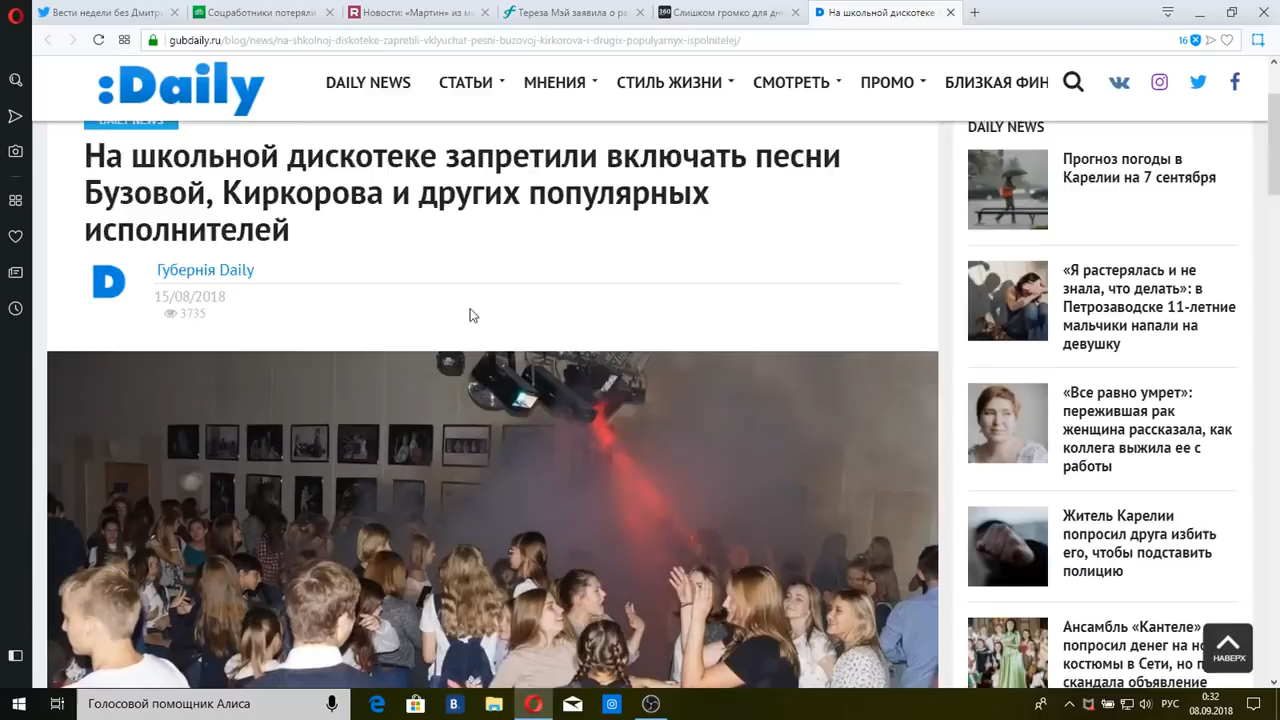 Вести недели без Дмитр
Соцработники потерял
Новости: «Мартин» из
Тереза Мэй заявила о р
Слишком громко для дн
На школьной дискотеке
gubdaily.ru/blog/news/na-shkolnoj-diskoteke-zapretili-vklyuchat-pesni-buzovoj-kirkorova-i-drugix-populyarnyx-ispolnitelej/
16
:Daily
DAILY NEWS
СТАТЬИ
МНЕНИЯ
СТИЛЬ ЖИЗНИ
СМОТРЕТЬ
ПРОМО
БЛИЗКАЯ ФИН
DAILY NEWS
На школьной дискотеке запретили включать песни
Бузовой, Киркорова и других популярных
исполнителей
D
Губернiя Daily
15/08/2018
3735
DAILY NEWS
Прогноз погоды в
Карелии на 7 сентября
«Я растерялась и не
знала, что делать»: в
Петрозаводске 11-летние
мальчики напали на
девушку
«Все равно умрет»:
пережившая рак
женщина рассказала, как
коллега выжила ее с
работы
Житель Карелии
попросил друга избить
его, чтобы подставить
полицию
Ансамбль «Кантеле»
попросил денег на но
костюмы в Сети, но п
скандала объявление
НАВЕРХ
Голосовой помощник Алиса
РУС
0:32
08.09.2018